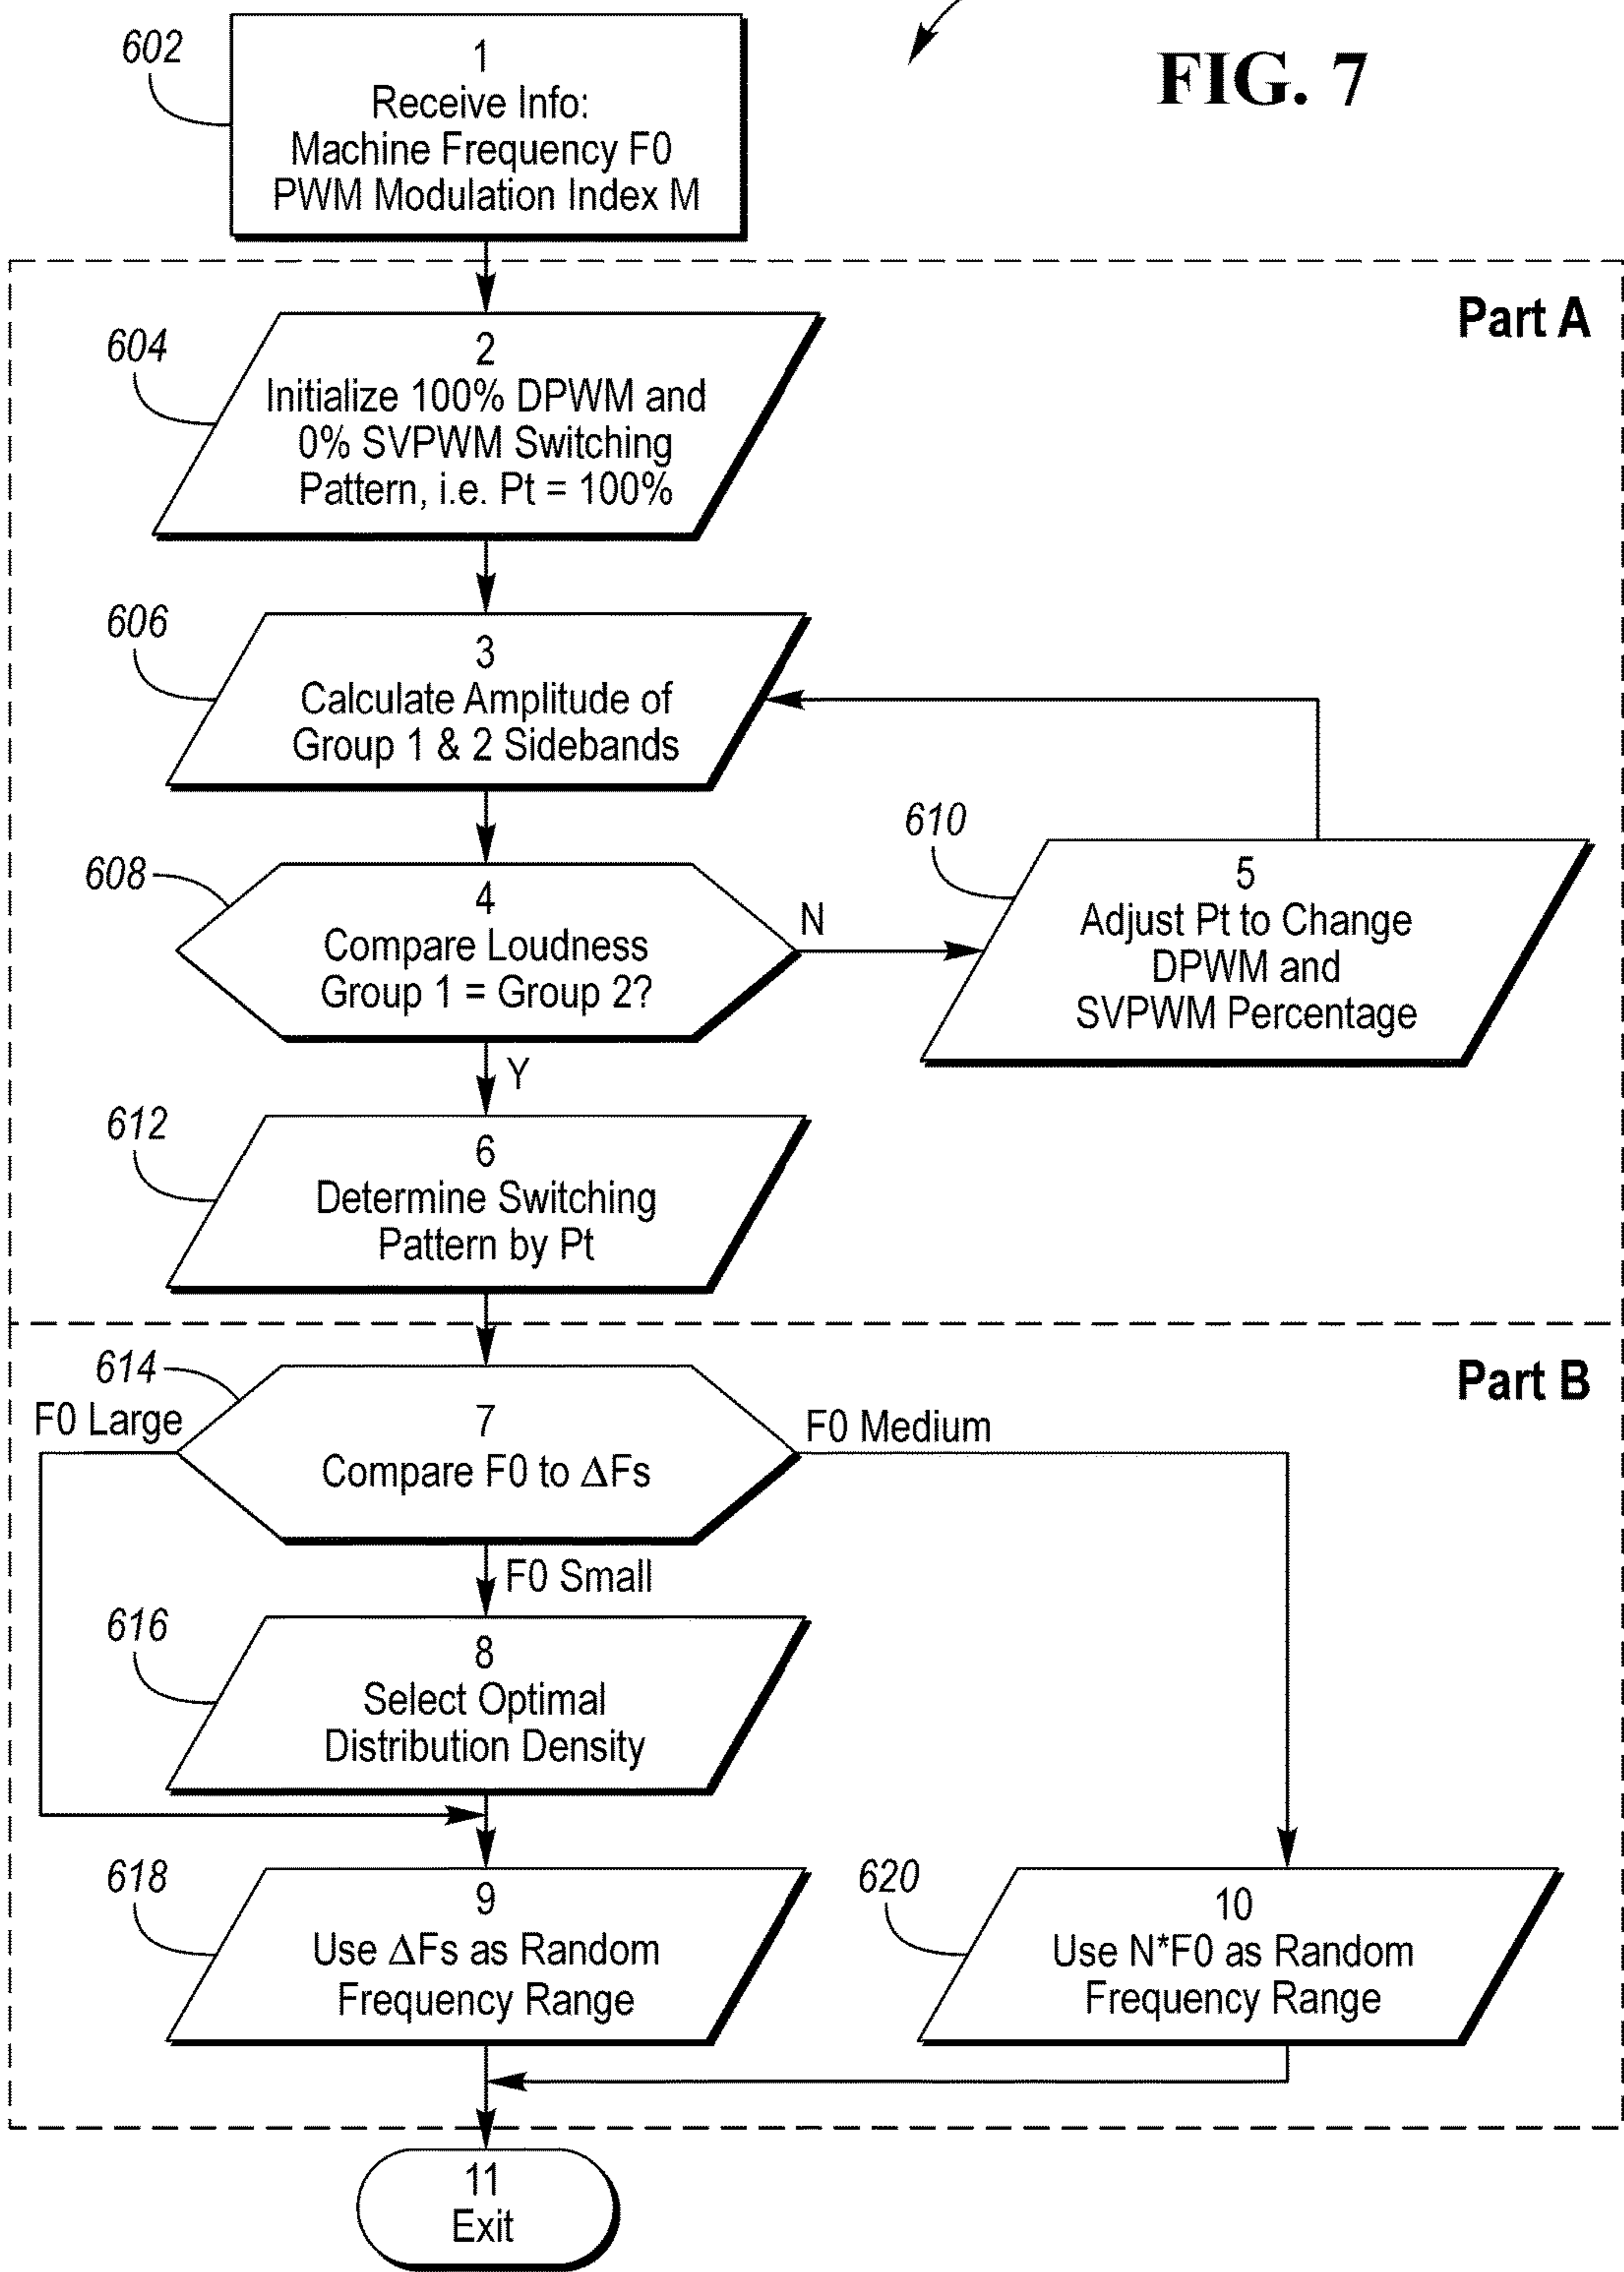 FIG. 7
602
1
Receive Info:
Machine Frequency F0
PWM Modulation Index M
Part A
604
2
Initialize 100% DPWM and
0% SVPWM Switching
Pattern, i.e. Pt = 100%
606
3
Calculate Amplitude of
Group 1 & 2 Sidebands
608
4
Compare Loudness
Group 1 = Group 2?
N
610
5
Adjust Pt to Change
DPWM and
SVPWM Percentage
Y
612
6
Determine Switching
Pattern by Pt
Part B
614
F0 Large
7
Compare F0 to ΔFs
F0 Medium
F0 Small
616
8
Select Optimal
Distribution Density
618
9
Use ΔFs as Random
Frequency Range
620
10
Use N*F0 as Random
Frequency Range
11
Exit